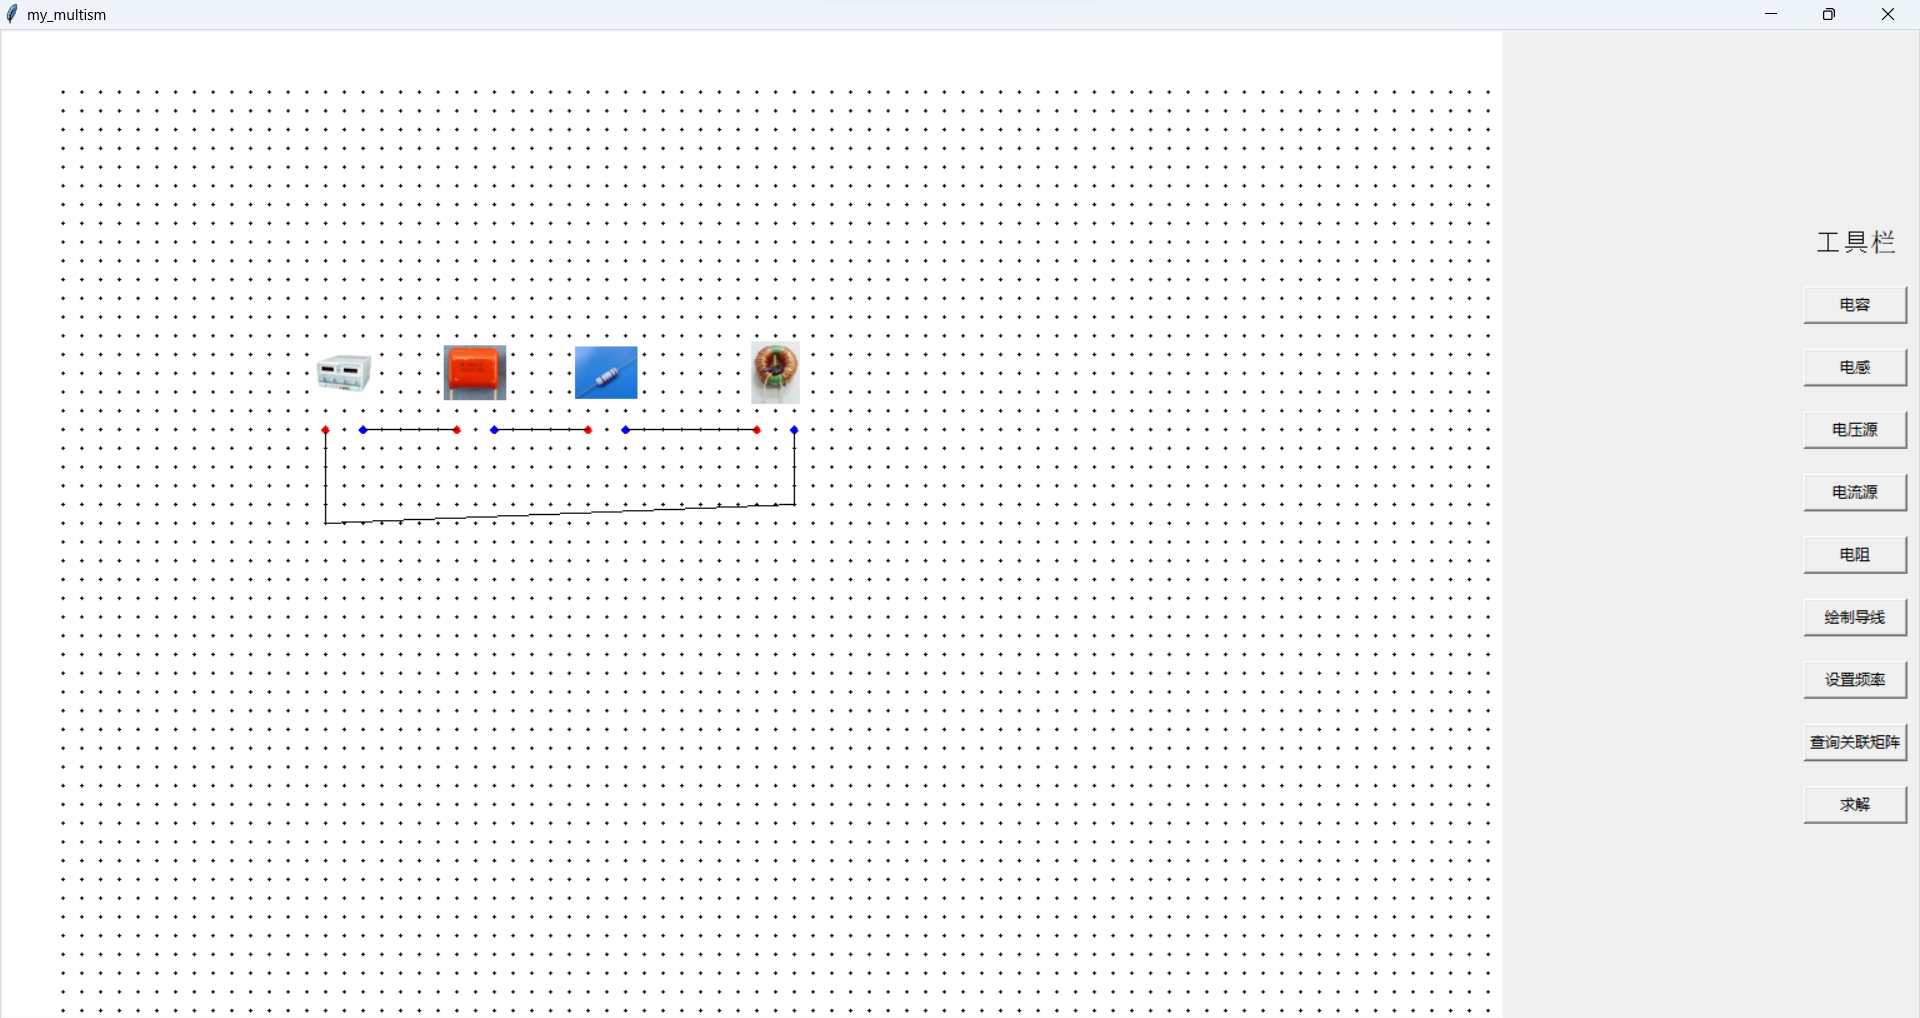 my_multism
工具栏
电容
电感
电压源
电流源
电阻
绘制导线
设置频率
查询关联矩阵
求解